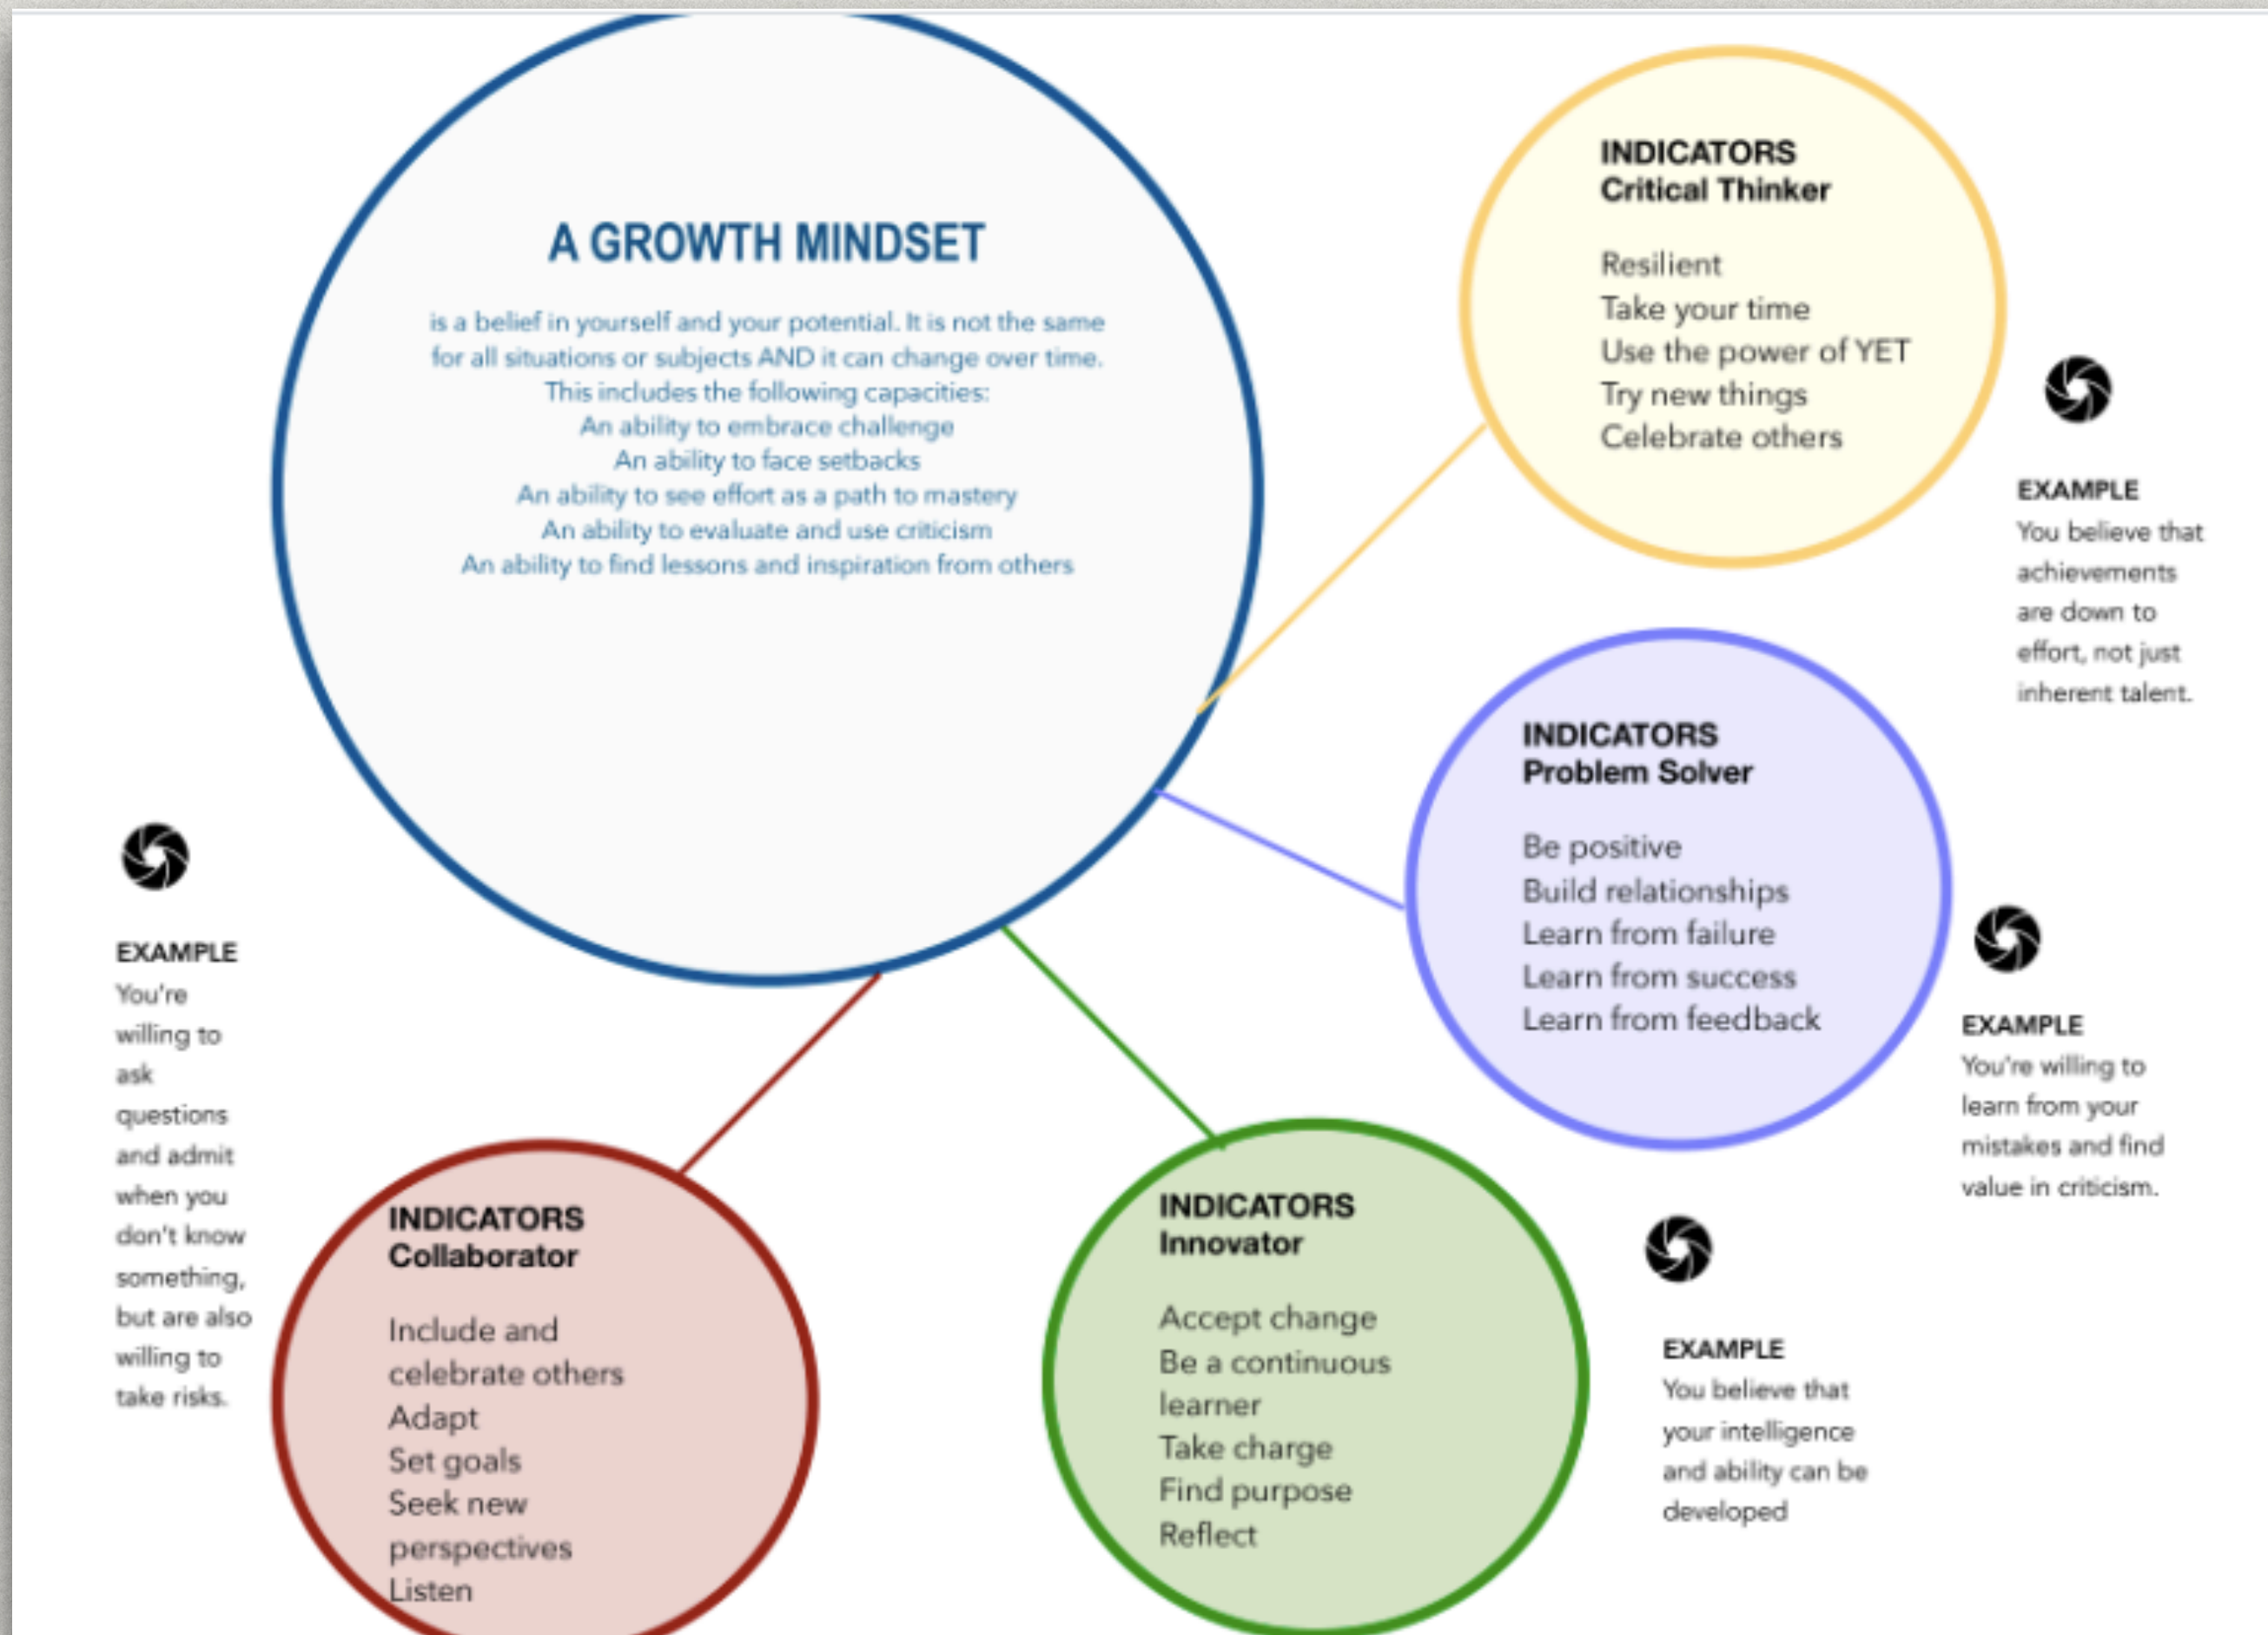 A GROWTH MINDSET
is a belief in yourself and your potential. It is not the same
for all situations or subjects AND it can change over time.
This includes the following capacities:
An ability to embrace challenge
An ability to face setbacks
An ability to see effort as a path to mastery
An ability to evaluate and use criticism
An ability to find lessons and inspiration from others
INDICATORS
Critical Thinker
Resilient
Take your time
Use the power of YET
Try new things
Celebrate others
EXAMPLE
You believe that
achievements
are down to
effort, not just
inherent talent.
INDICATORS
Problem Solver
Be positive
Build relationships
Learn from failure
Learn from success
Learn from feedback
EXAMPLE
You're willing to
learn from your
mistakes and find
value in criticism.
INDICATORS
Innovator
Accept change
Be a continuous
learner
Take charge
Find purpose
Reflect
EXAMPLE
You believe that
your intelligence
and ability can be
developed
INDICATORS
Collaborator
Include and
celebrate others
Adapt
Set goals
Seek new
perspectives
Listen
EXAMPLE
You're
willing to
ask
questions
and admit
when you
don't know
something,
but are also
willing to
take risks.